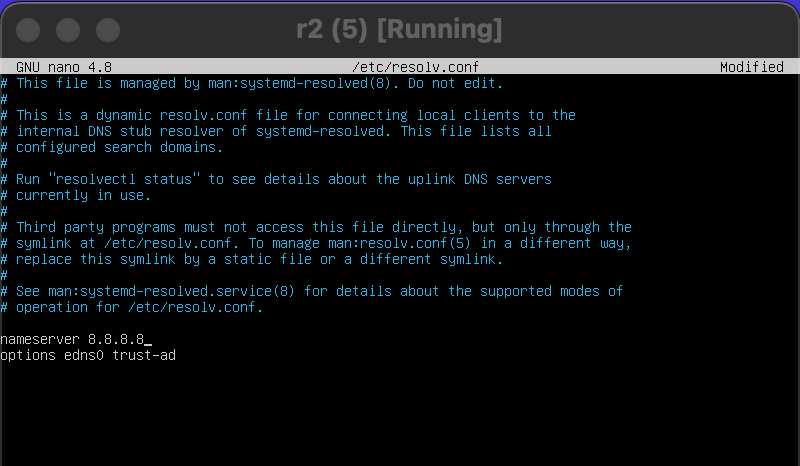 r2 (5) [Running]
GNU nano 4.8 /etc/resolv.conf Modified
# This file is managed by man:systemd-resolved(8). Do not edit.
#
# This is a dynamic resolv.conf file for connecting local clients to the
# internal DNS stub resolver of systemd-resolved. This file lists all
# configured search domains.
#
# Run "resolvectl status" to see details about the uplink DNS servers
# currently in use.
#
# Third party programs must not access this file directly, but only through the
# symlink at /etc/resolv.conf. To manage man:resolv.conf(5) in a different way,
# replace this symlink by a static file or a different symlink.
#
# See man:systemd-resolved.service(8) for details about the supported modes of
# operation for /etc/resolv.conf.
nameserver 8.8.8.8
options edns0 trust-ad